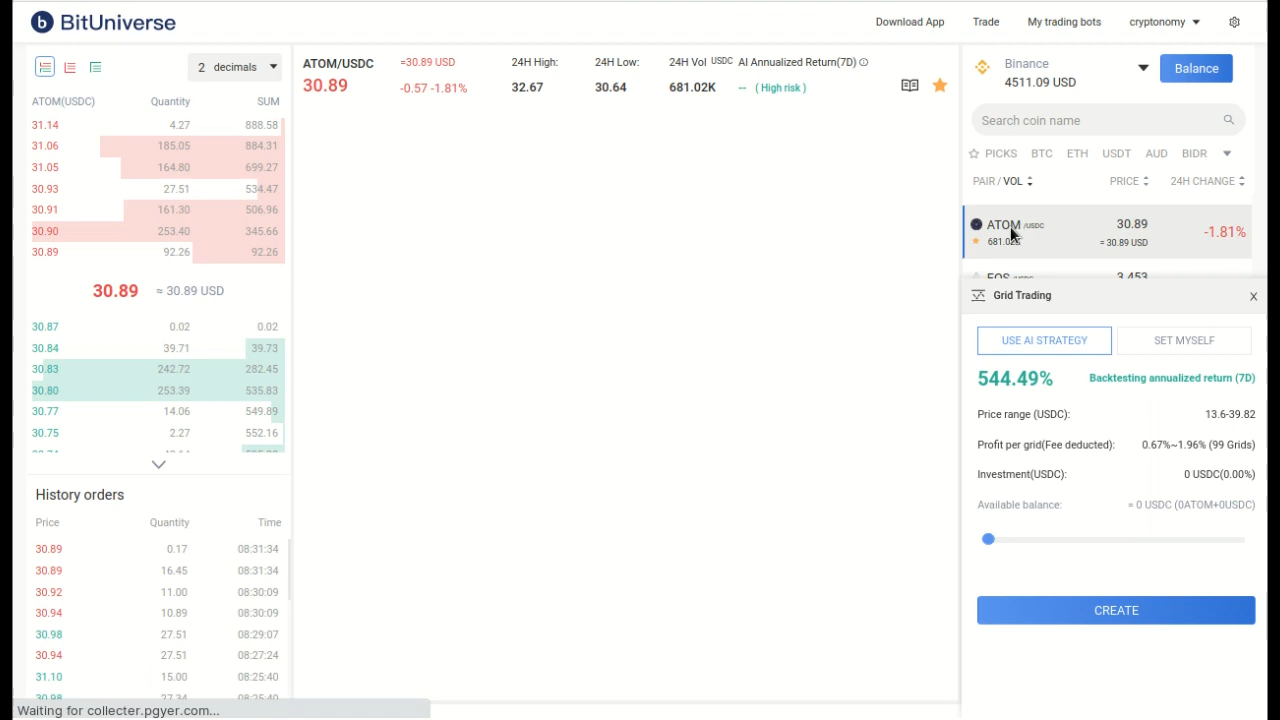 BitUniverse
Download App Trade My trading bots cryptonomy
2 decimals
ATOM(USDC) Quantity SUM
31.14 4.27 888.58
31.06 185.05 884.31
31.05 164.80 699.27
30.93 27.51 534.47
30.91 161.30 506.96
30.90 253.40 345.66
30.89 92.26 92.26
30.89 ≈ 30.89 USD
30.87 0.02 0.02
30.84 39.71 39.73
30.83 242.72 282.45
30.80 253.39 535.83
30.77 14.06 549.89
30.75 2.27 552.16
History orders
Price Quantity Time
30.89 0.17 08:31:34
30.89 16.45 08:31:34
30.92 11.00 08:30:09
30.94 10.89 08:30:09
30.98 27.51 08:29:07
30.94 27.51 08:27:24
31.10 15.00 08:25:40
30.98 27.34 08:25:40
Waiting for collecter.pgyer.com...
ATOM/USDC =30.89 USD 24H High: 24H Low: 24H Vol USDC AI Annualized Return(7D)
30.89 -0.57 -1.81% 32.67 30.64 681.02K -- ( High risk )
Binance
4511.09 USD
Balance
Search coin name
PICKS BTC ETH USDT AUD BIDR
PAIR / VOL PRICE 24H CHANGE
ATOM /USDC 30.89 -1.81%
= 30.89 USD
EOS 3.453
Grid Trading X
USE AI STRATEGY SET MYSELF
544.49% Backtesting annualized return (7D)
Price range (USDC): 13.6-39.82
Profit per grid(Fee deducted): 0.67%~1.96% (99 Grids)
Investment(USDC): 0 USDC(0.00%)
Available balance: = 0 USDC (0ATOM+0USDC)
CREATE